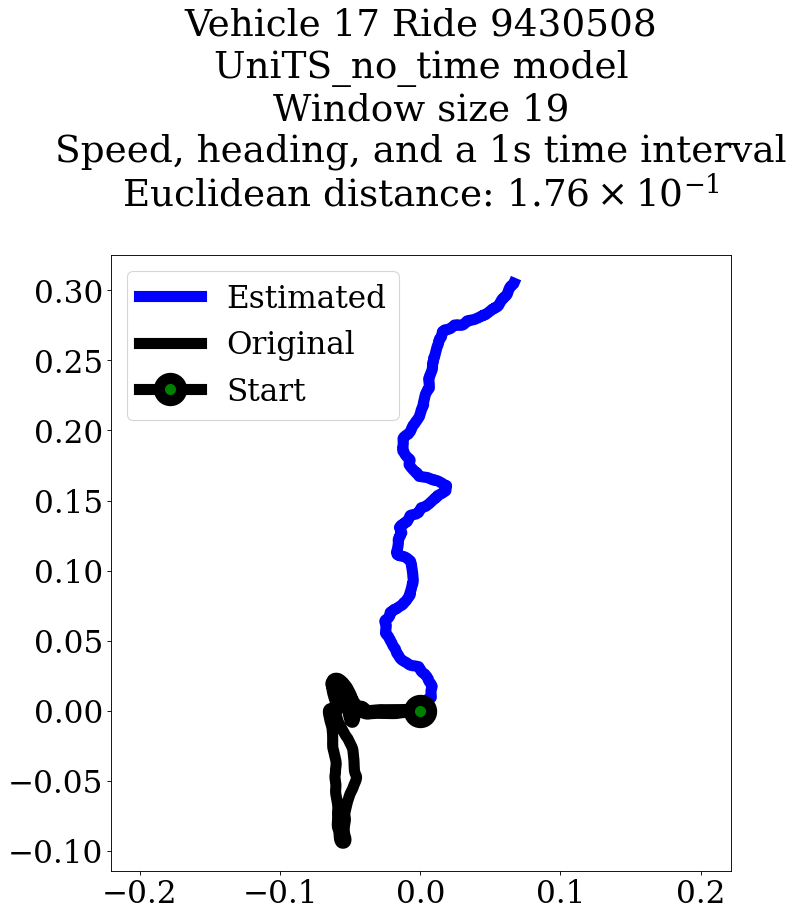 Vehicle 17 Ride 9430508
UniTS_no_time model
Window size 19
Speed, heading, and a 1s time interval
Euclidean distance: 1.76 × 10⁻¹
Estimated
Original
Start
0.30
0.25
0.20
0.15
0.10
0.05
0.00
−0.05
−0.10
−0.2 −0.1 0.0 0.1 0.2